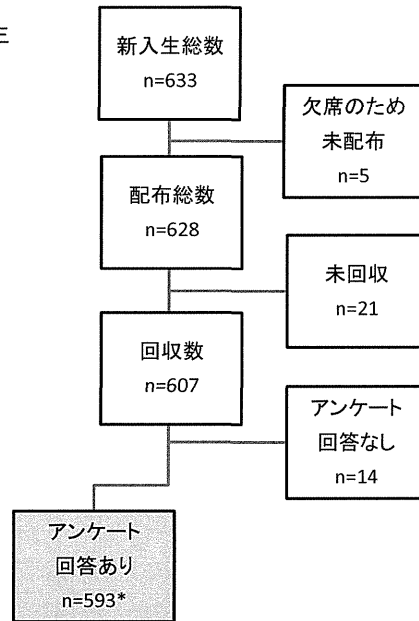 新入生総数
n=633
欠席のため
未配布
n=5
配布総数
n=628
未回収
n=21
回収数
n=607
アンケート
回答なし
n=14
アンケート
回答あり
n=593*